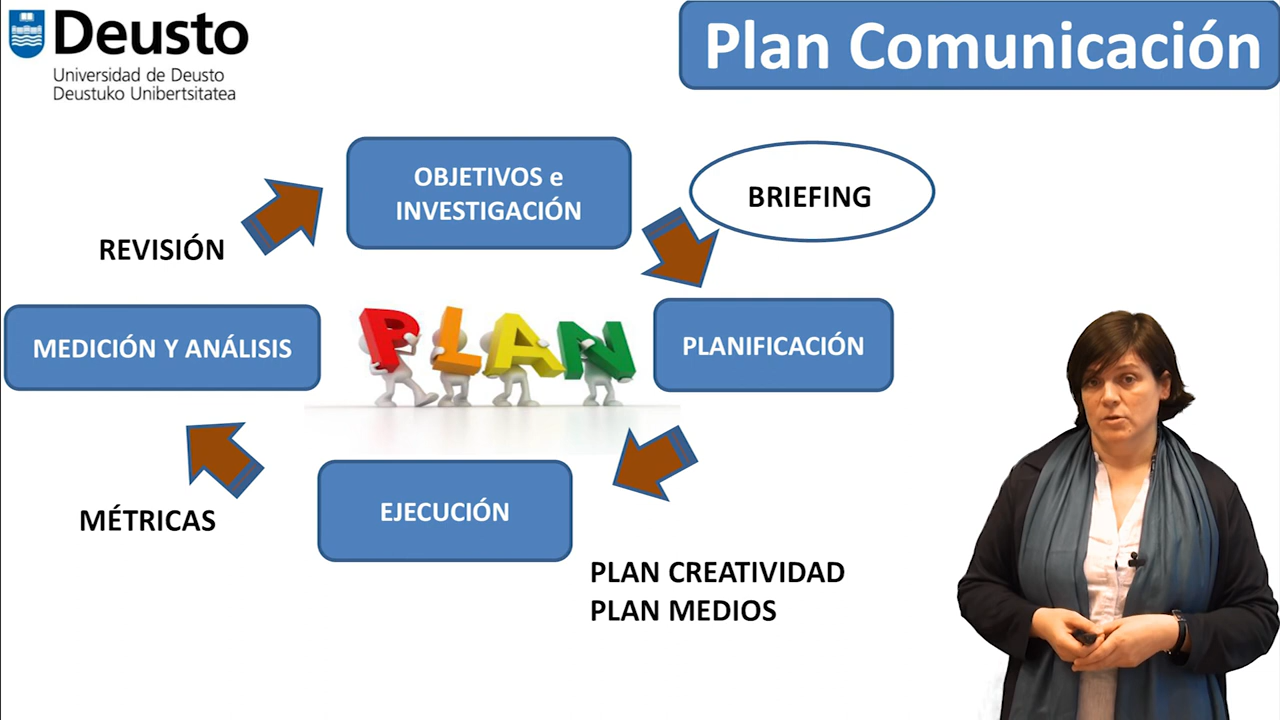 Deusto
Universidad de Deusto
Deustuko Unibertsitatea
Plan Comunicación
OBJETIVOS e
INVESTIGACIÓN
BRIEFING
REVISIÓN
MEDICIÓN Y ANÁLISIS
PLAN
PLANIFICACIÓN
EJECUCIÓN
MÉTRICAS
PLAN CREATIVIDAD
PLAN MEDIOS